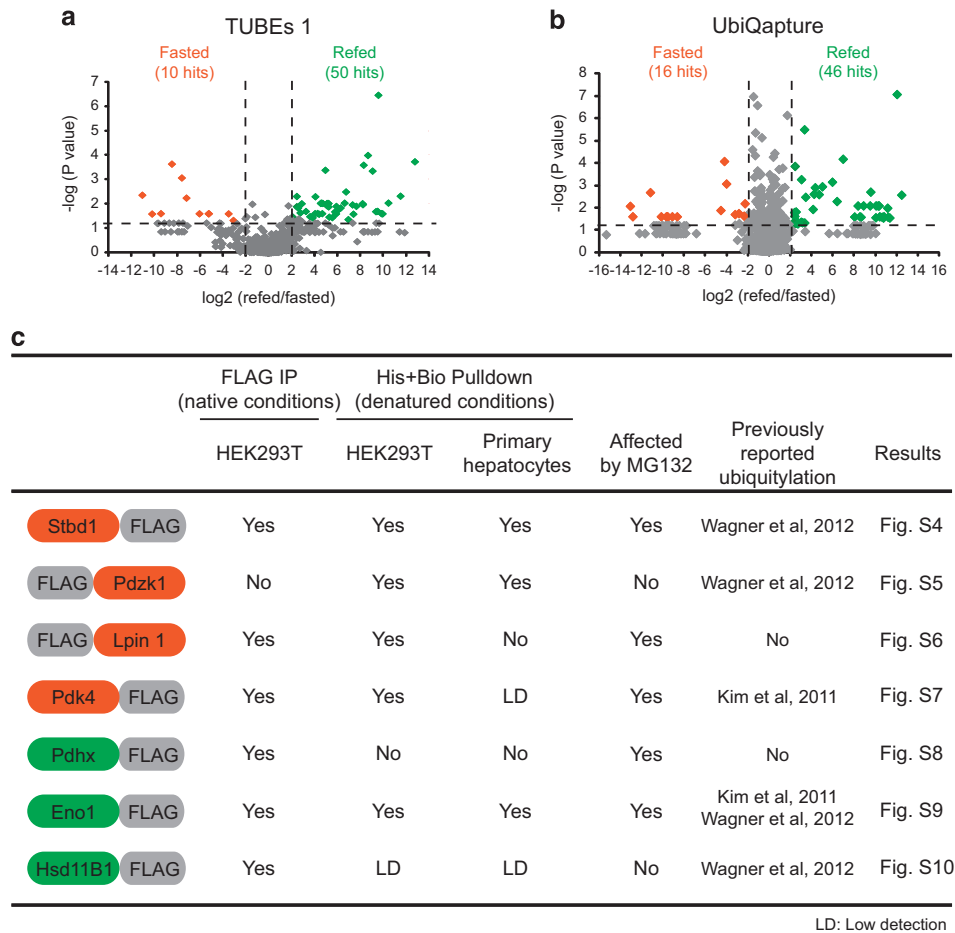 a
TUBEs 1
Fasted
(10 hits)
Refed
(50 hits)
7
6
5
4
3
2
1
0
-log (P value)
-14 -12 -10 -8 -6 -4 -2 0 2 4 6 8 10 12 14
log2 (refed/fasted)
b
UbiQapture
Fasted
(16 hits)
Refed
(46 hits)
8
7
6
5
4
3
2
1
0
-log (P value)
-16 -14 -12 -10 -8 -6 -4 -2 0 2 4 6 8 10 12 14 16
log2 (refed/fasted)
c
FLAG IP
(native conditions)
His+Bio Pulldown
(denatured conditions)
HEK293T
HEK293T
Primary
hepatocytes
Affected
by MG132
Previously
reported
ubiquitylation
Results
Stbd1 FLAG Yes Yes Yes Yes Wagner et al, 2012 Fig. S4
FLAG Pdzk1 No Yes Yes No Wagner et al, 2012 Fig. S5
FLAG Lpin 1 Yes Yes No Yes No Fig. S6
Pdk4 FLAG Yes Yes LD Yes Kim et al, 2011 Fig. S7
Pdhx FLAG Yes No No Yes No Fig. S8
Eno1 FLAG Yes Yes Yes Yes Kim et al, 2011
Wagner et al, 2012 Fig. S9
Hsd11B1 FLAG Yes LD LD No Wagner et al, 2012 Fig. S10
LD: Low detection